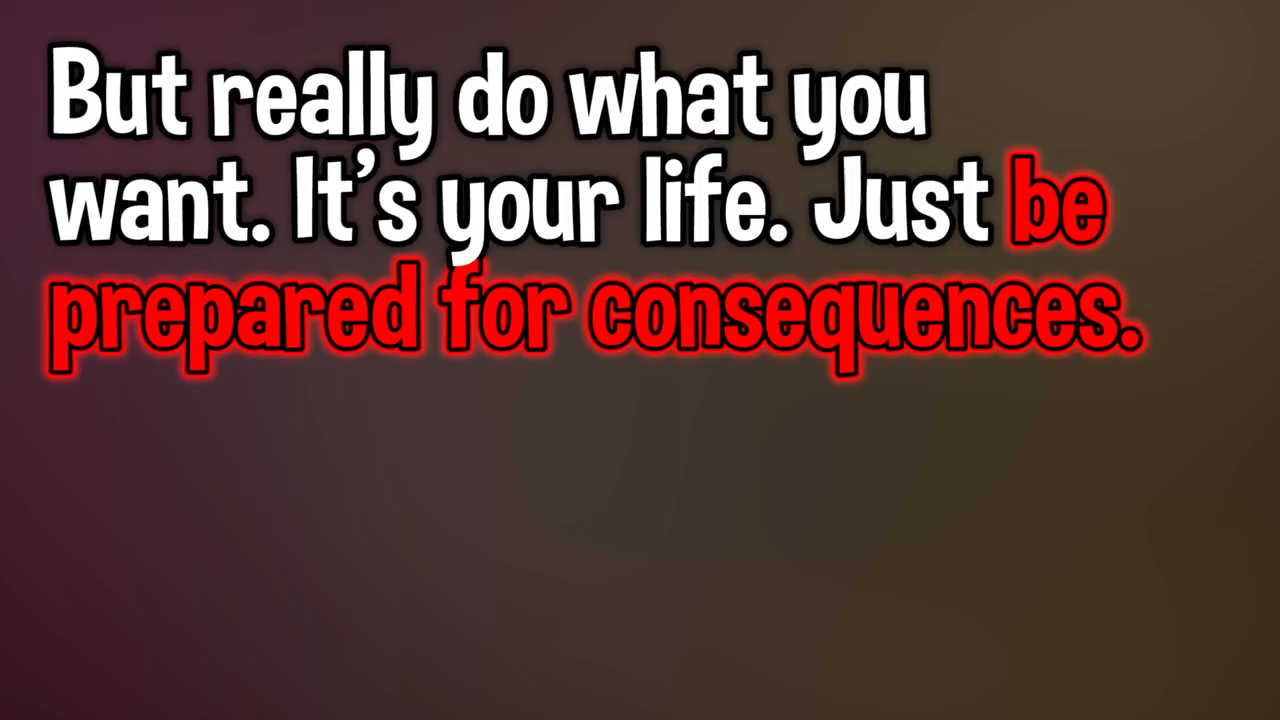 But really do what you
want. It’s your life. Just be
prepared for consequences.